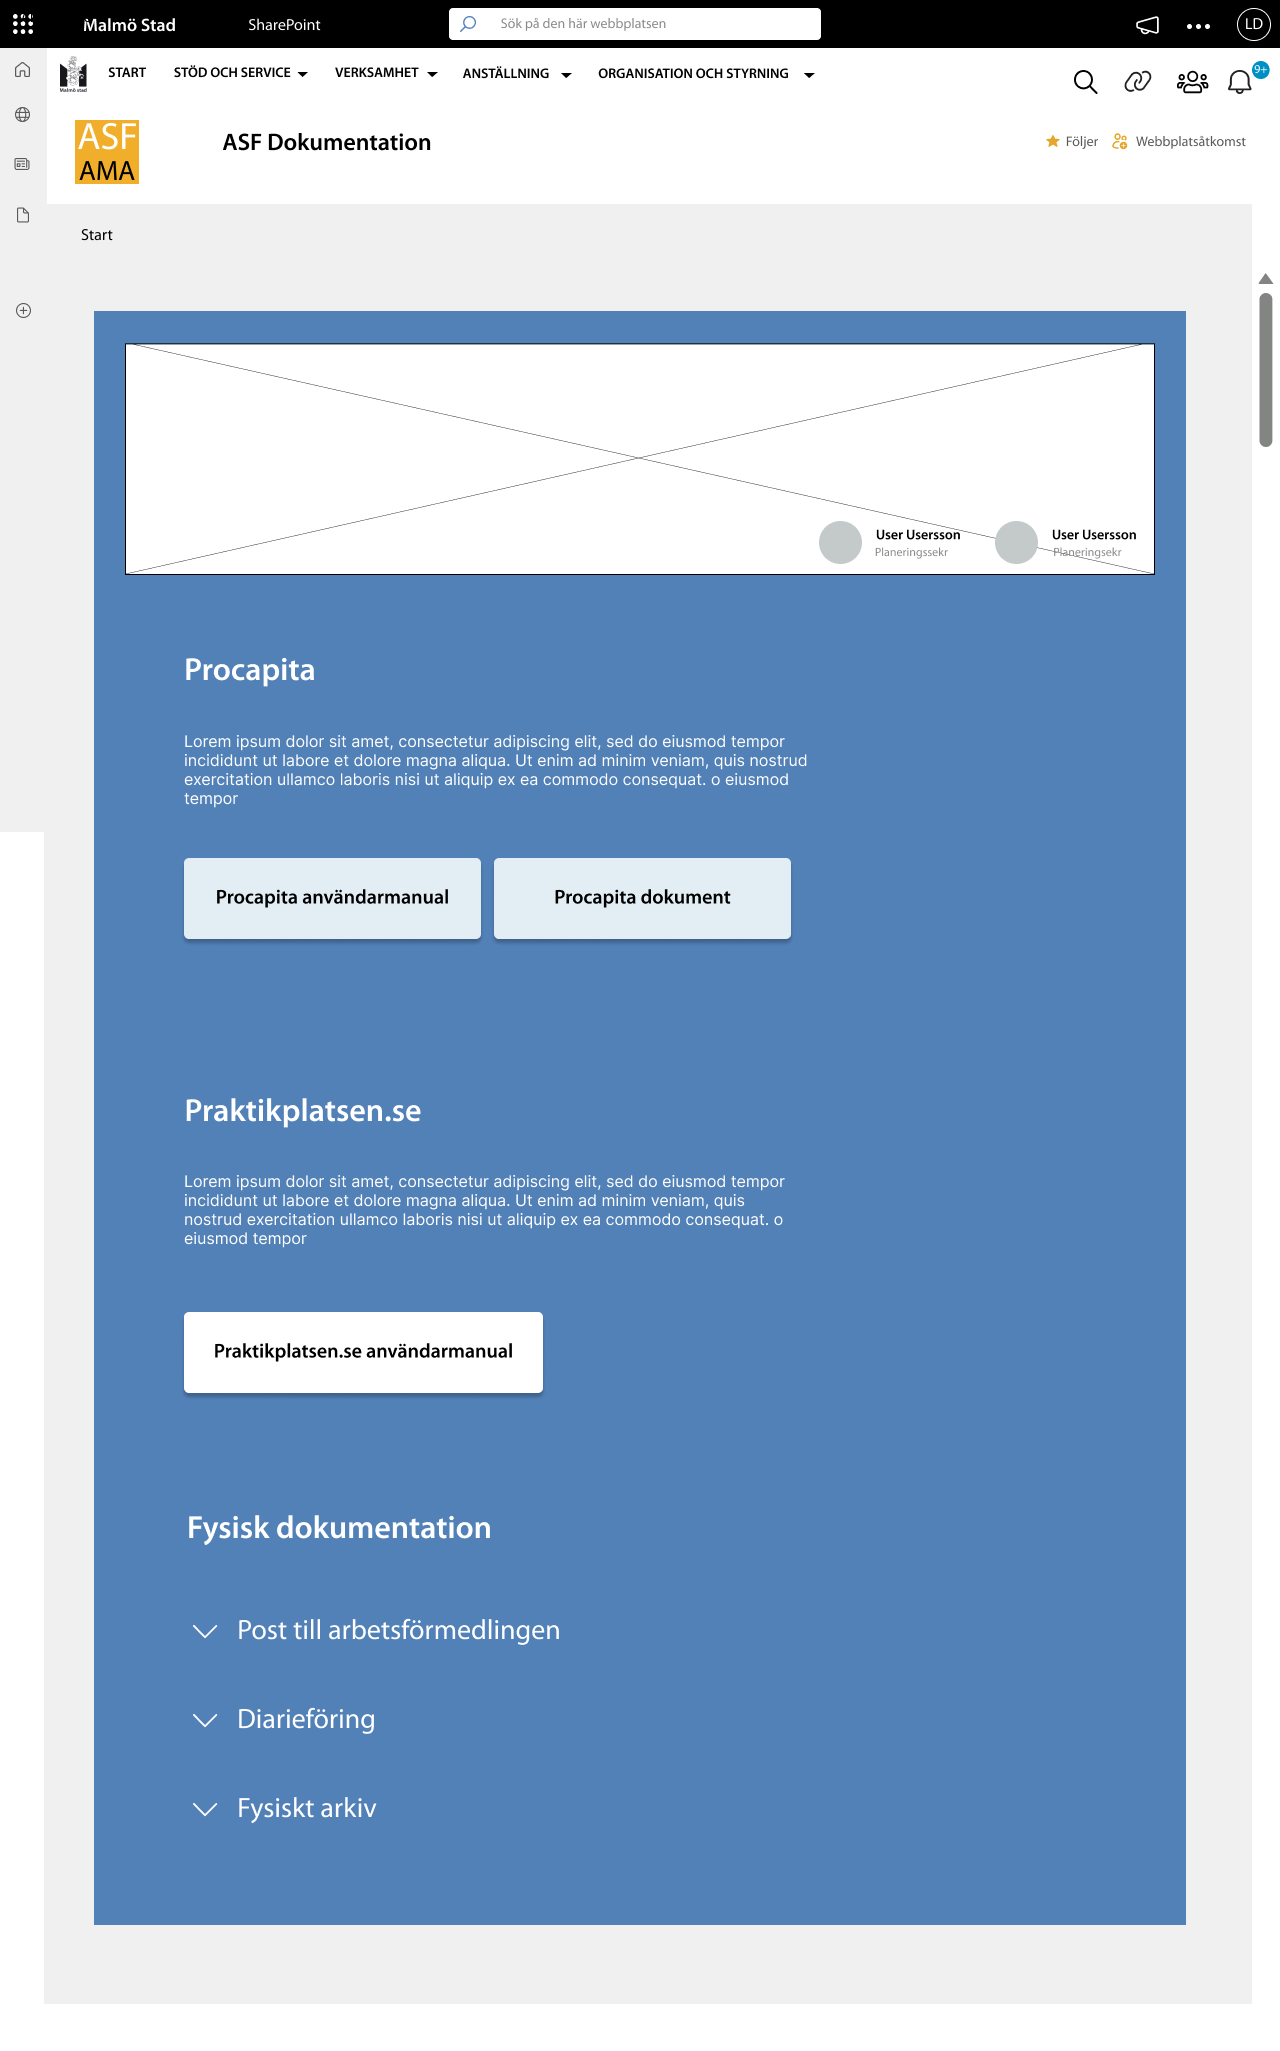 Malmö Stad
SharePoint
Sök på den här webbplatsen
LD
Malmö stad
START
STÖD OCH SERVICE
VERKSAMHET
ANSTÄLLNING
ORGANISATION OCH STYRNING
9+
ASF
AMA
ASF Dokumentation
Följer
Webbplatsåtkomst
Start
User Usersson
Planeringssekr
User Usersson
Planeringsekr
Procapita
Lorem ipsum dolor sit amet, consectetur adipiscing elit, sed do eiusmod tempor
incididunt ut labore et dolore magna aliqua. Ut enim ad minim veniam, quis nostrud
exercitation ullamco laboris nisi ut aliquip ex ea commodo consequat. o eiusmod
tempor
Procapita användarmanual
Procapita dokument
Praktikplatsen.se
Lorem ipsum dolor sit amet, consectetur adipiscing elit, sed do eiusmod tempor
incididunt ut labore et dolore magna aliqua. Ut enim ad minim veniam, quis
nostrud exercitation ullamco laboris nisi ut aliquip ex ea commodo consequat. o
eiusmod tempor
Praktikplatsen.se användarmanual
Fysisk dokumentation
Post till arbetsförmedlingen
Diarieföring
Fysiskt arkiv